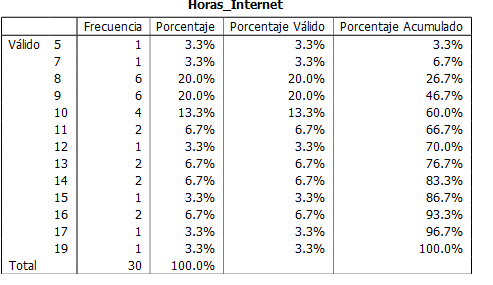 Horas_Internet
Frecuencia Porcentaje Porcentaje Válido Porcentaje Acumulado
Válido 5 1 3.3% 3.3% 3.3%
7 1 3.3% 3.3% 6.7%
8 6 20.0% 20.0% 26.7%
9 6 20.0% 20.0% 46.7%
10 4 13.3% 13.3% 60.0%
11 2 6.7% 6.7% 66.7%
12 1 3.3% 3.3% 70.0%
13 2 6.7% 6.7% 76.7%
14 2 6.7% 6.7% 83.3%
15 1 3.3% 3.3% 86.7%
16 2 6.7% 6.7% 93.3%
17 1 3.3% 3.3% 96.7%
19 1 3.3% 3.3% 100.0%
Total 30 100.0%